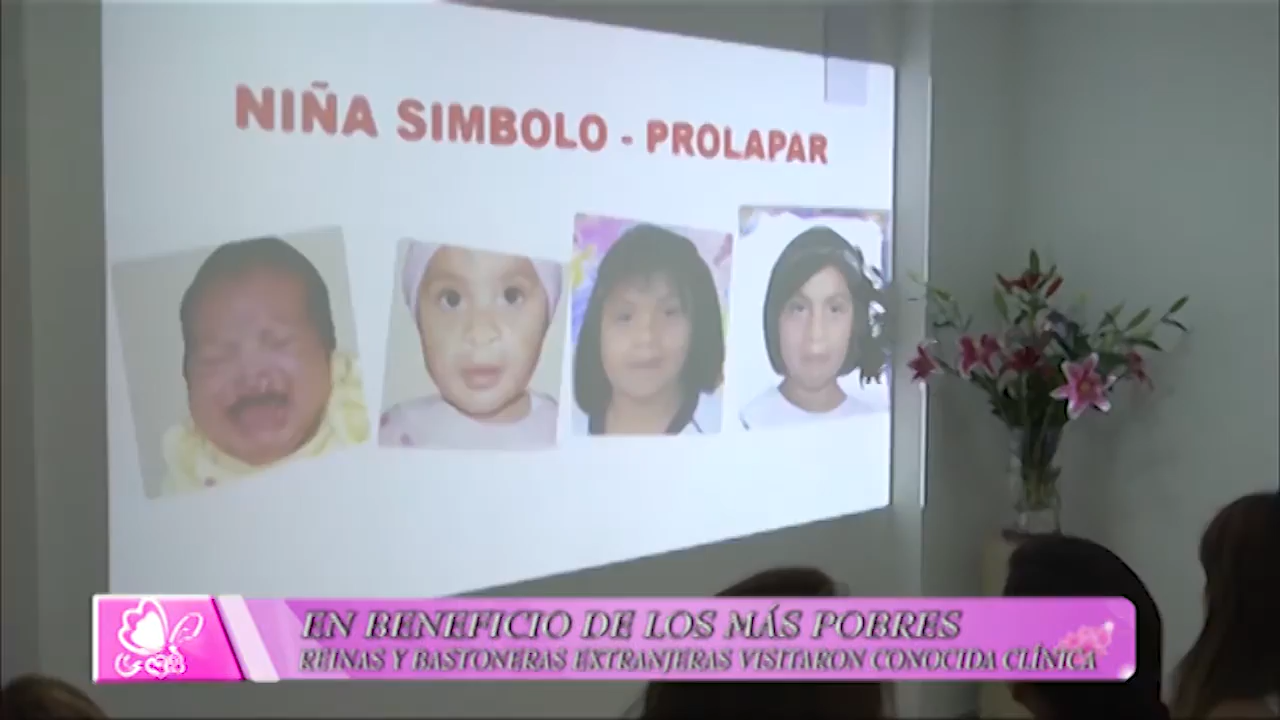 NIÑA SIMBOLO - PROLAPAR
EN BENEFICIO DE LOS MÁS POBRES
REINAS Y BASTONERAS EXTRANJERAS VISITARON CONOCIDA CLÍNICA